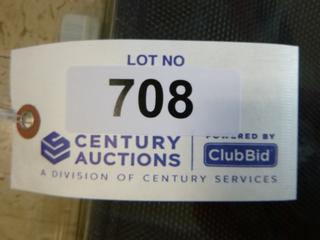 LOT NO
708
CENTURY AUCTIONS
POWERED BY
ClubBid
A DIVISION OF CENTURY SERVICES